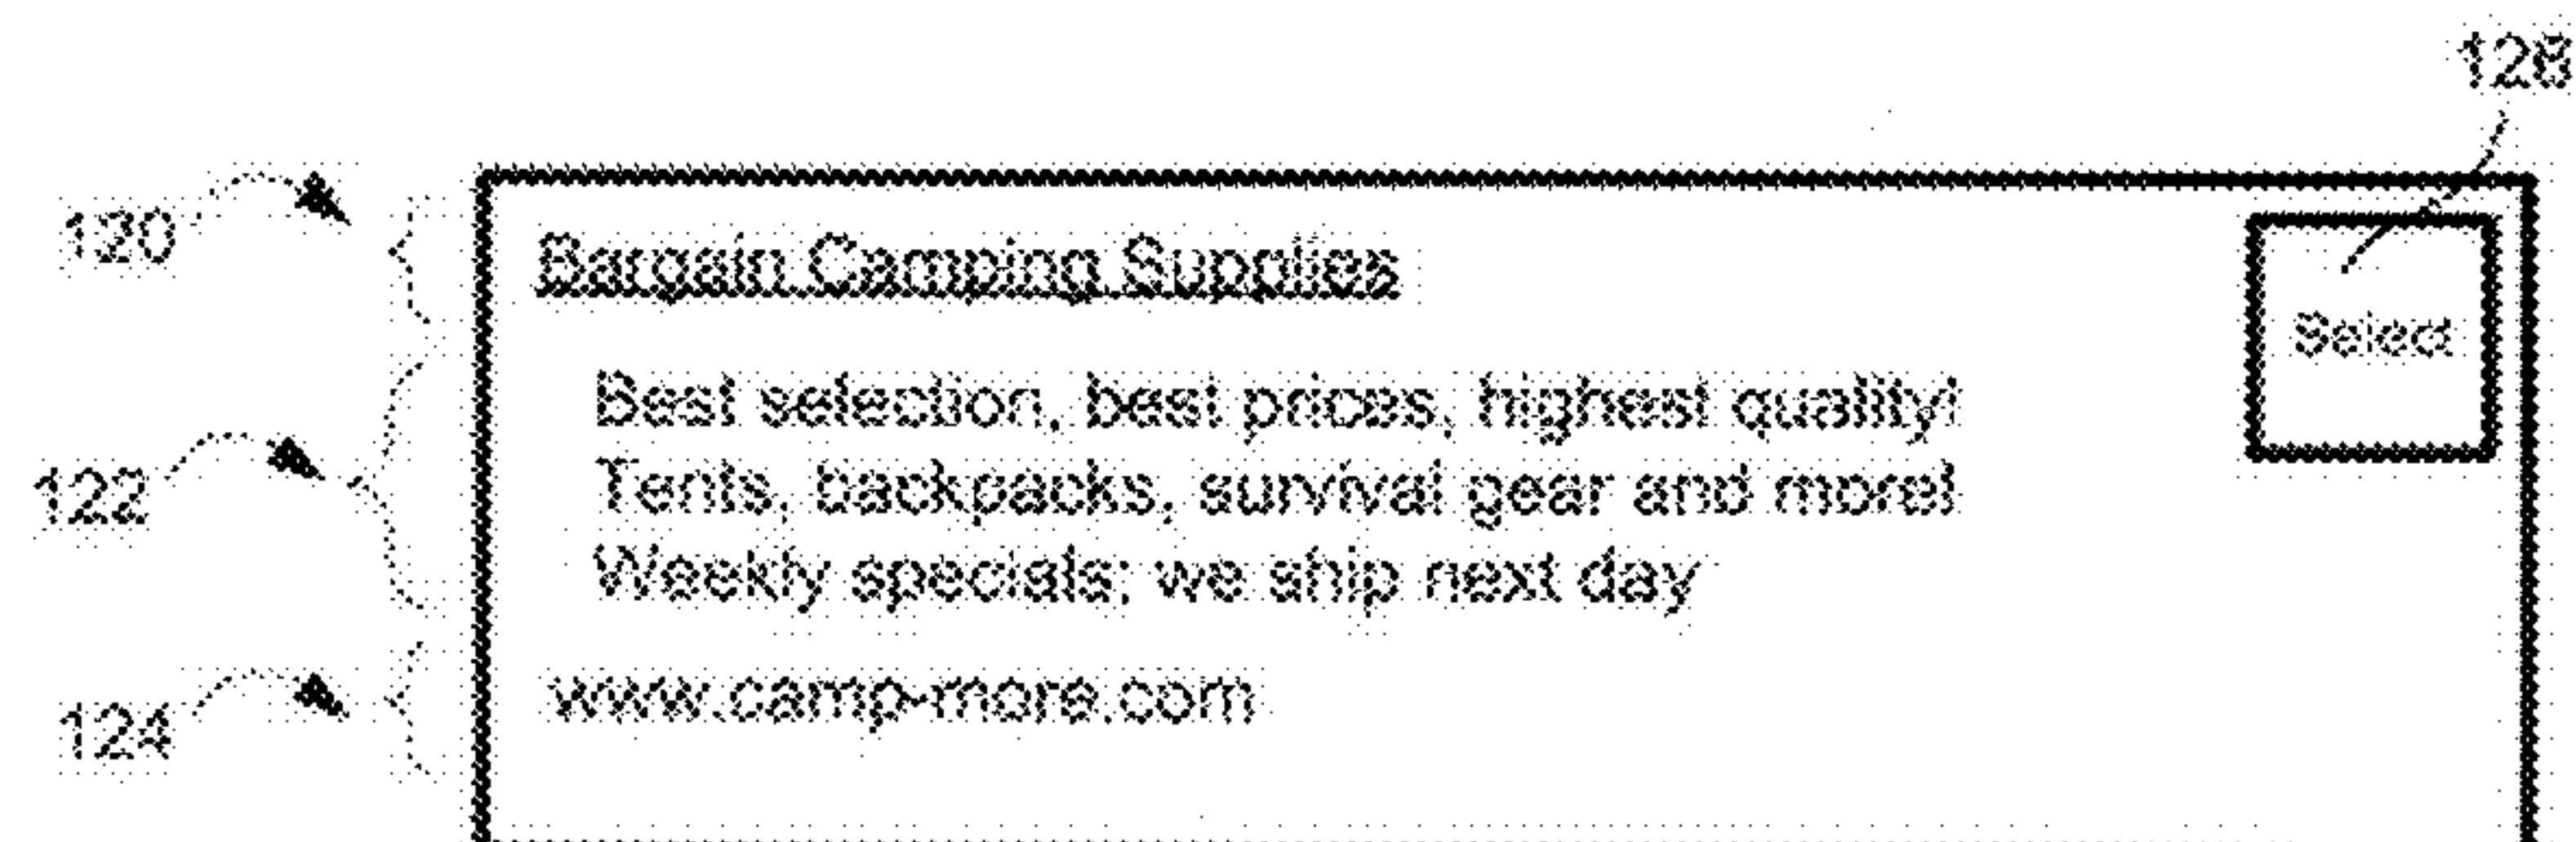 128
120
Bargain Camping Supplies
Select
Best selection, best prices, highest quality!
122
Tents, backpacks, survival gear and more!
Weekly specials; we ship next day
124
www.camp-more.com